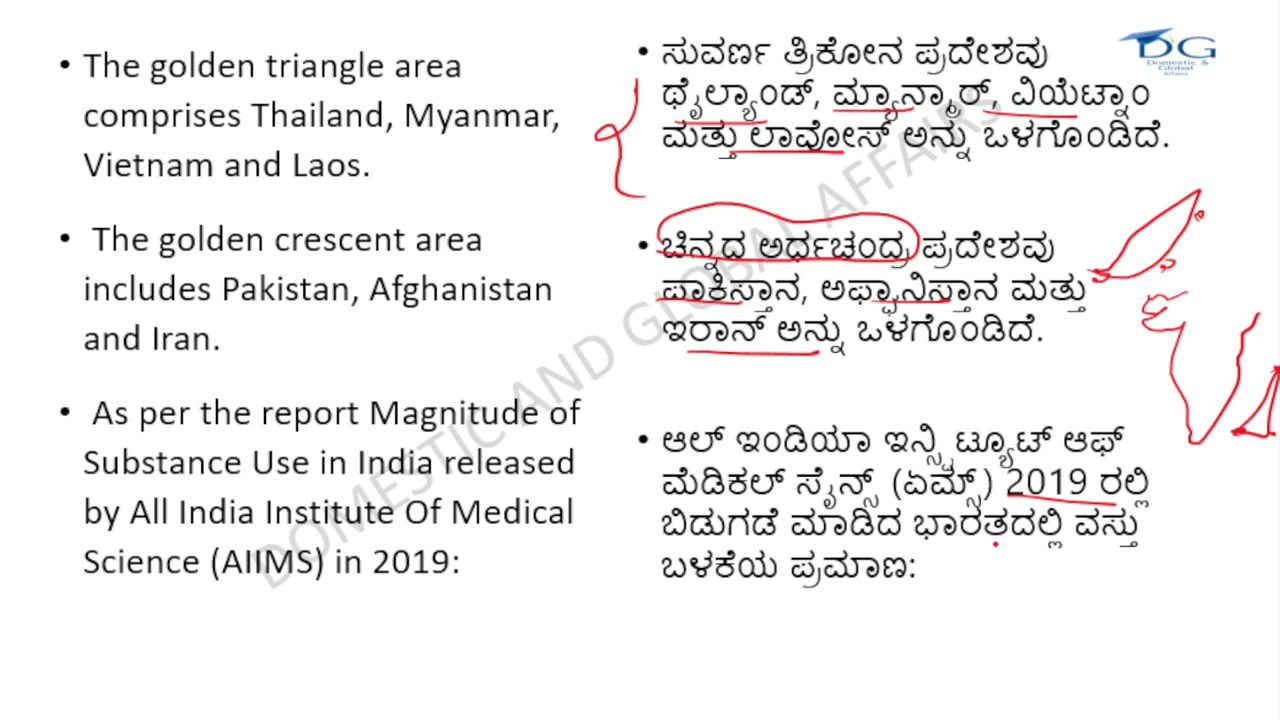 • The golden triangle area
comprises Thailand, Myanmar,
Vietnam and Laos.
• The golden crescent area
includes Pakistan, Afghanistan
and Iran.
• As per the report Magnitude of
Substance Use in India released
by All India Institute Of Medical
Science (AIIMS) in 2019:
• ಸುವರ್ಣ ತ್ರಿಕೋನ ಪ್ರದೇಶವು
ಥೈಲ್ಯಾಂಡ್, ಮ್ಯಾನ್ಮಾರ್, ವಿಯೆಟ್ನಾಂ
ಮತ್ತು ಲಾವೋಸ್ ಅನ್ನು ಒಳಗೊಂಡಿದೆ.
• ಚಿನ್ನದ ಅರ್ಧಚಂದ್ರ ಪ್ರದೇಶವು
ಪಾಕಿಸ್ತಾನ, ಅಫ್ಘಾನಿಸ್ತಾನ ಮತ್ತು
ಇರಾನ್ ಅನ್ನು ಒಳಗೊಂಡಿದೆ.
• ಆಲ್ ಇಂಡಿಯಾ ಇನ್ಸ್ಟಿಟ್ಯೂಟ್ ಆಫ್
ಮೆಡಿಕಲ್ ಸೈನ್ಸ್ (ಏಮ್ಸ್) 2019 ರಲ್ಲಿ
ಬಿಡುಗಡೆ ಮಾಡಿದ ಭಾರತದಲ್ಲಿ ವಸ್ತು
ಬಳಕೆಯ ಪ್ರಮಾಣ:
DG
Domestic &
Global
Affairs
DOMESTIC AND GLOBAL AFFAIRS